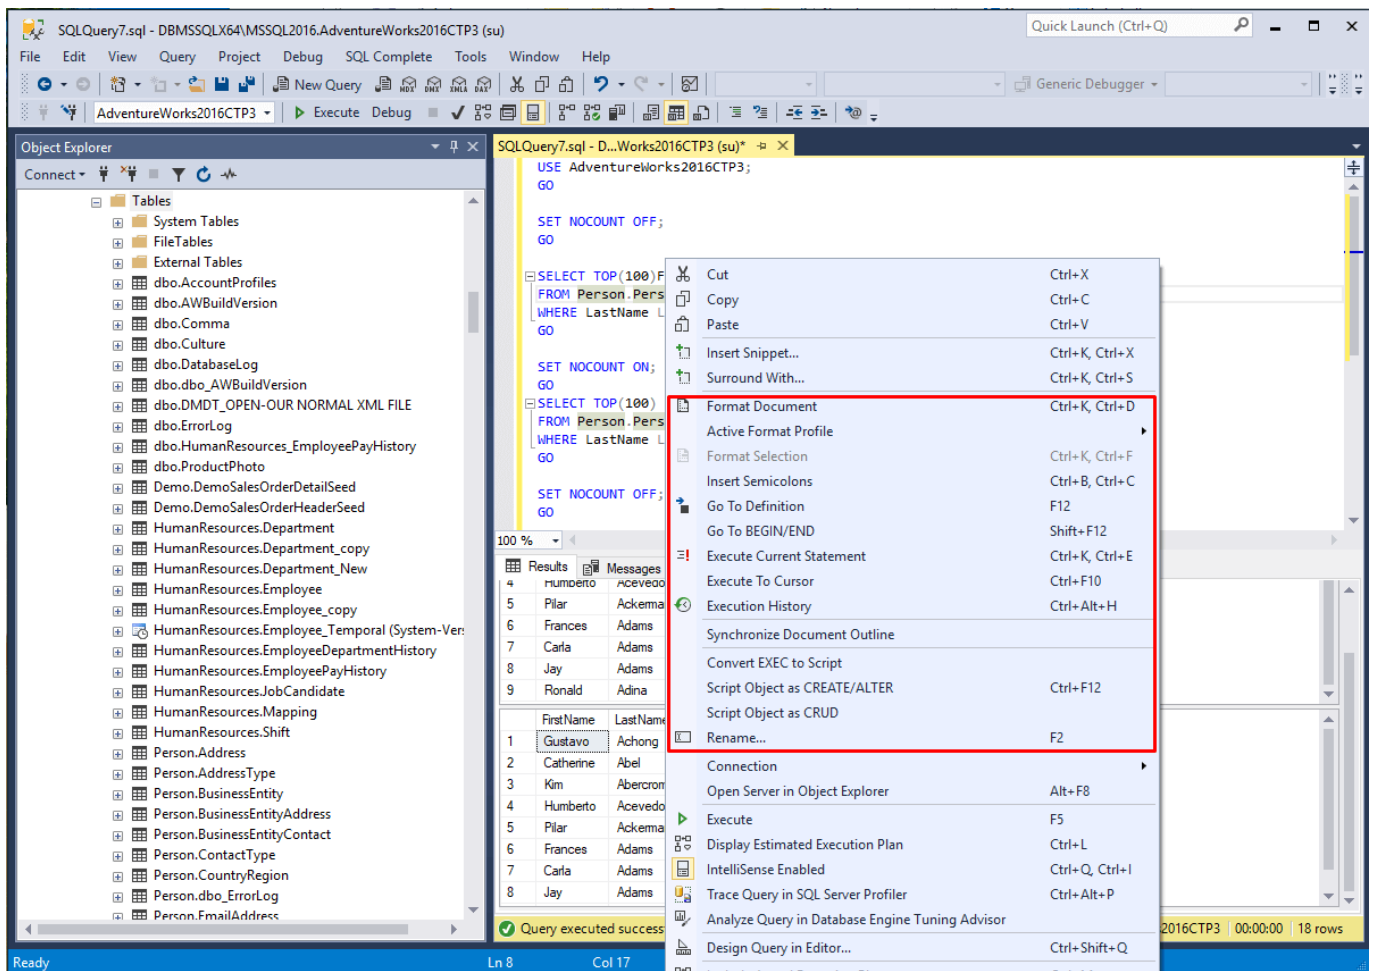 SQLQuery7.sql - DBMSSQLX64\MSSQL2016.AdventureWorks2016CTP3 (su)
Quick Launch (Ctrl+Q)
File Edit View Query Project Debug SQL Complete Tools Window Help
New Query MDX DMX XMLA DAX Generic Debugger
AdventureWorks2016CTP3 Execute Debug
Object Explorer
Connect
Tables
System Tables
FileTables
External Tables
dbo.AccountProfiles
dbo.AWBuildVersion
dbo.Comma
dbo.Culture
dbo.DatabaseLog
dbo.dbo_AWBuildVersion
dbo.DMDT_OPEN-OUR NORMAL XML FILE
dbo.ErrorLog
dbo.HumanResources_EmployeePayHistory
dbo.ProductPhoto
Demo.DemoSalesOrderDetailSeed
Demo.DemoSalesOrderHeaderSeed
HumanResources.Department
HumanResources.Department_copy
HumanResources.Department_New
HumanResources.Employee
HumanResources.Employee_copy
HumanResources.Employee_Temporal (System-Ver
HumanResources.EmployeeDepartmentHistory
HumanResources.EmployeePayHistory
HumanResources.JobCandidate
HumanResources.Mapping
HumanResources.Shift
Person.Address
Person.AddressType
Person.BusinessEntity
Person.BusinessEntityAddress
Person.BusinessEntityContact
Person.ContactType
Person.CountryRegion
Person.dbo_ErrorLog
Person.EmailAddress
SQLQuery7.sql - D...Works2016CTP3 (su)*
USE AdventureWorks2016CTP3;
GO
SET NOCOUNT OFF;
GO
SELECT TOP(100)F
FROM Person.Pers
WHERE LastName L
GO
SET NOCOUNT ON;
GO
SELECT TOP(100)
FROM Person.Pers
WHERE LastName L
GO
SET NOCOUNT OFF;
GO
100 %
Results Messages
4 Humberto Acevedo
5 Pilar Ackerma
6 Frances Adams
7 Carla Adams
8 Jay Adams
9 Ronald Adina
FirstName LastName
1 Gustavo Achong
2 Catherine Abel
3 Kim Abercrom
4 Humberto Acevedo
5 Pilar Ackerma
6 Frances Adams
7 Carla Adams
8 Jay Adams
Cut Ctrl+X
Copy Ctrl+C
Paste Ctrl+V
Insert Snippet... Ctrl+K, Ctrl+X
Surround With... Ctrl+K, Ctrl+S
Format Document Ctrl+K, Ctrl+D
Active Format Profile
Format Selection Ctrl+K, Ctrl+F
Insert Semicolons Ctrl+B, Ctrl+C
Go To Definition F12
Go To BEGIN/END Shift+F12
Execute Current Statement Ctrl+K, Ctrl+E
Execute To Cursor Ctrl+F10
Execution History Ctrl+Alt+H
Synchronize Document Outline
Convert EXEC to Script
Script Object as CREATE/ALTER Ctrl+F12
Script Object as CRUD
Rename... F2
Connection
Open Server in Object Explorer Alt+F8
Execute F5
Display Estimated Execution Plan Ctrl+L
IntelliSense Enabled Ctrl+Q, Ctrl+I
Trace Query in SQL Server Profiler Ctrl+Alt+P
Analyze Query in Database Engine Tuning Advisor
Design Query in Editor... Ctrl+Shift+Q
Query executed success 2016CTP3 00:00:00 18 rows
Ready Ln 8 Col 17